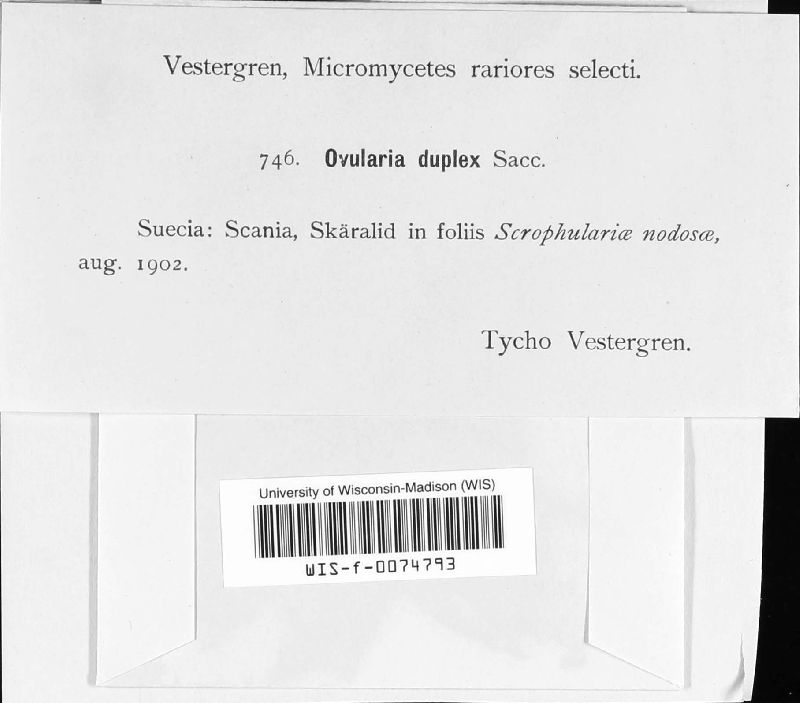 Vestergren, Micromycetes rariores selecti.
746. Ovularia duplex Sacc.
Suecia: Scania, Skäralid in foliis Scrophulariæ nodosæ,
aug. 1902.
Tycho Vestergren.
University of Wisconsin-Madison (WIS)
WIS-f-0074793